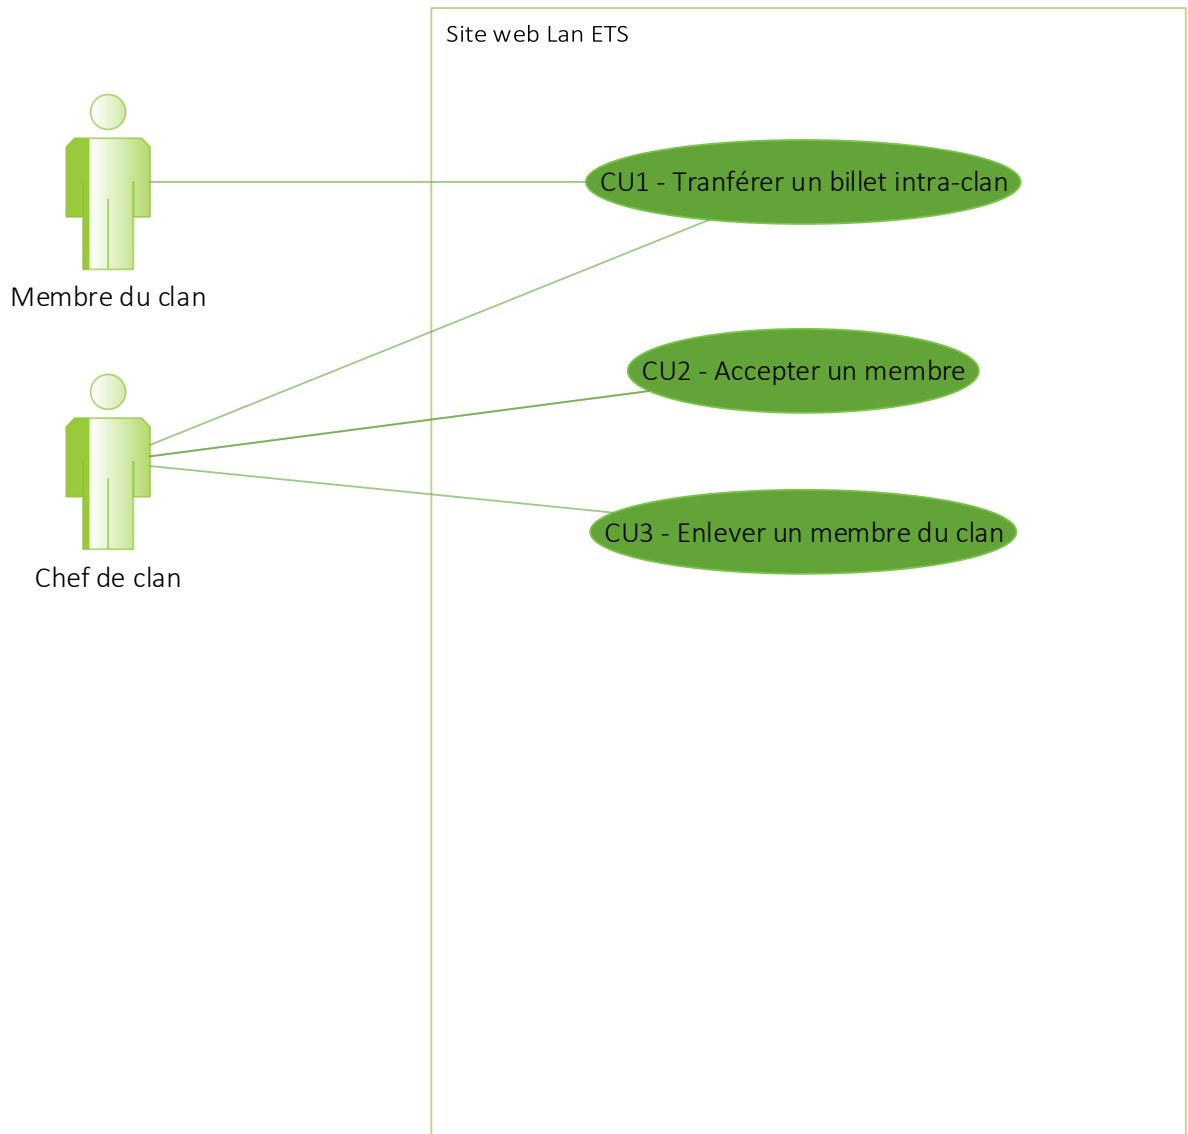 Site web Lan ETS
CU1 - Tranférer un billet intra-clan
Membre du clan
CU2 - Accepter un membre
CU3 - Enlever un membre du clan
Chef de clan